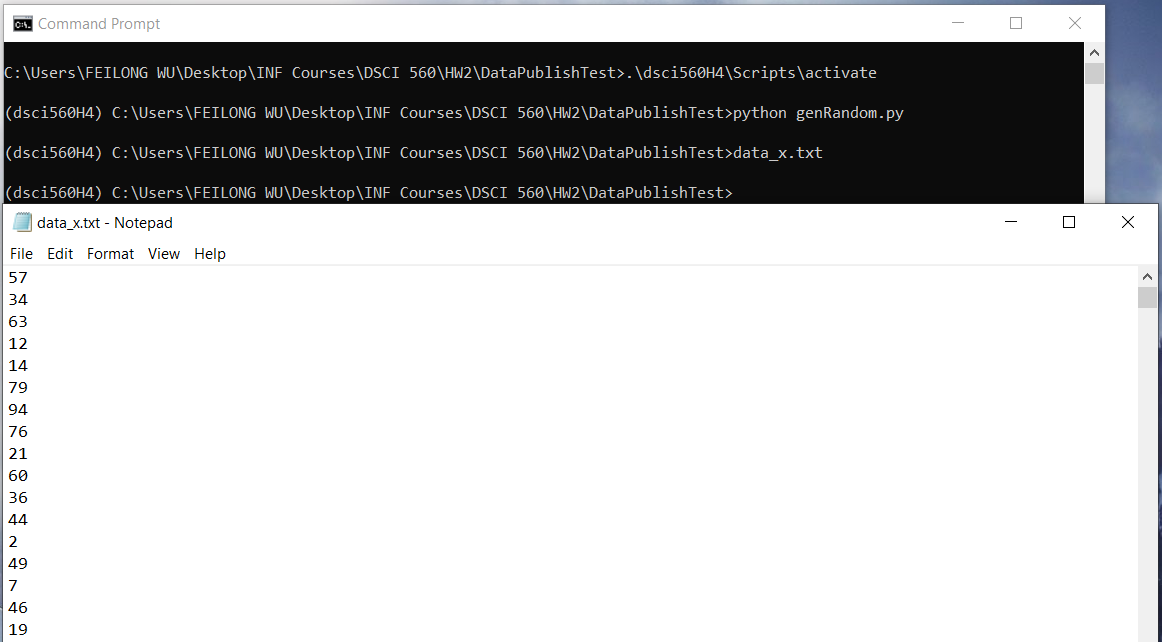 Command Prompt
C:\Users\FEILONG WU\Desktop\INF Courses\DSCI 560\HW2\DataPublishTest>.\dsci560H4\Scripts\activate
(dsci560H4) C:\Users\FEILONG WU\Desktop\INF Courses\DSCI 560\HW2\DataPublishTest>python genRandom.py
(dsci560H4) C:\Users\FEILONG WU\Desktop\INF Courses\DSCI 560\HW2\DataPublishTest>data_x.txt
(dsci560H4) C:\Users\FEILONG WU\Desktop\INF Courses\DSCI 560\HW2\DataPublishTest>
data_x.txt - Notepad
File Edit Format View Help
57
34
63
12
14
79
94
76
21
60
36
44
2
49
7
46
19